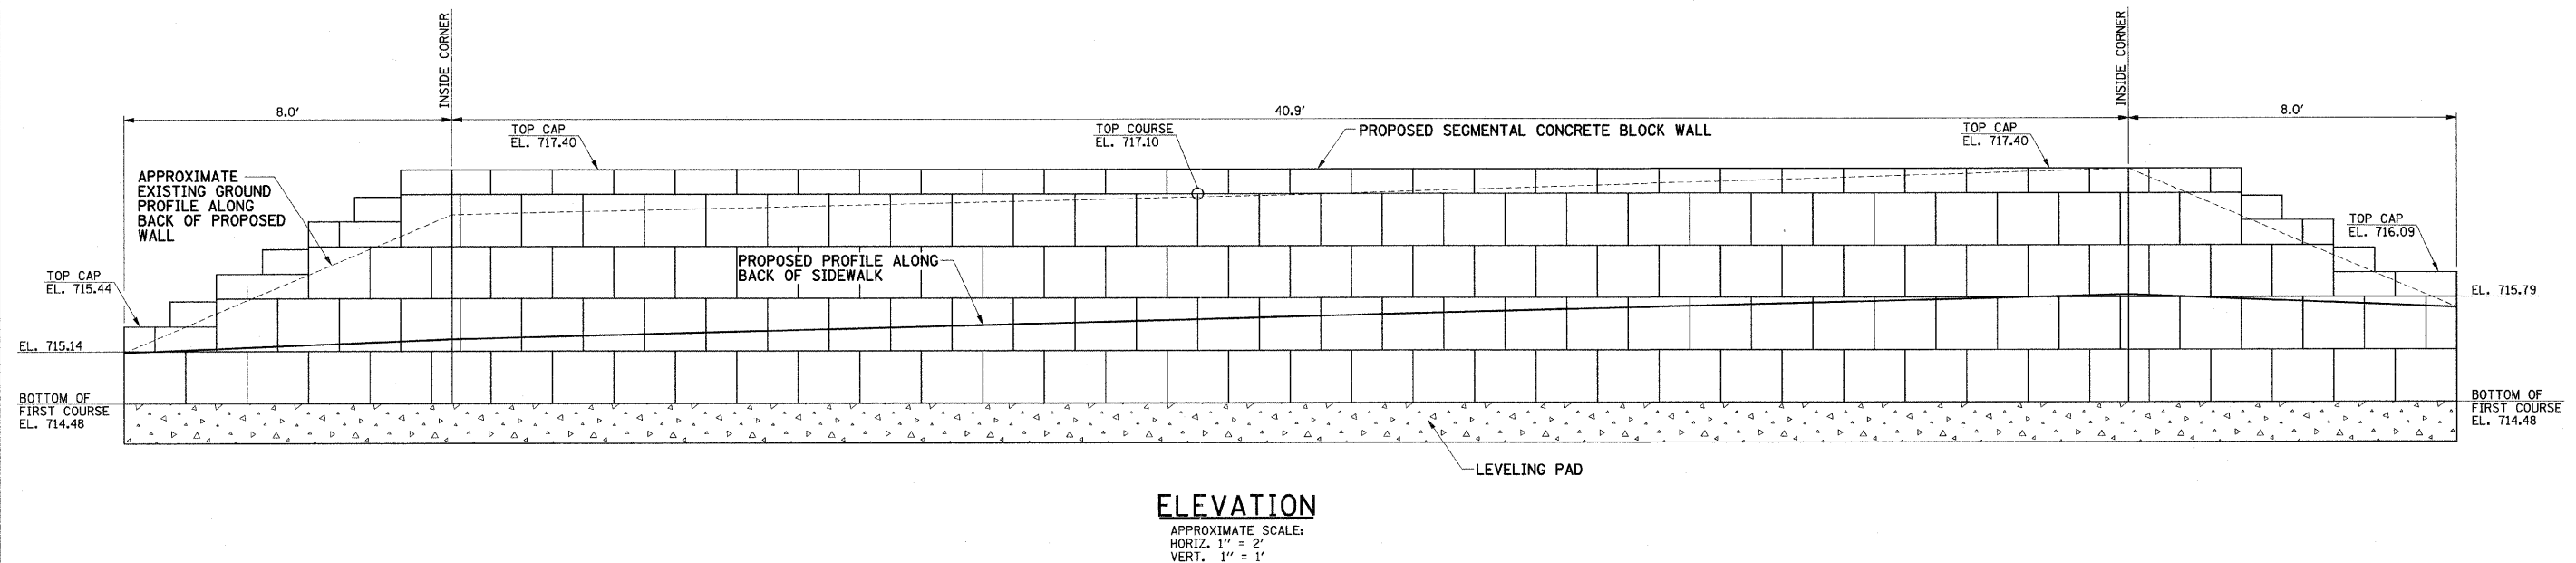 INSIDE CORNER
INSIDE CORNER
8.0'
40.9'
8.0'
TOP CAP
EL. 717.40
TOP COURSE
EL. 717.10
PROPOSED SEGMENTAL CONCRETE BLOCK WALL
TOP CAP
EL. 717.40
APPROXIMATE
EXISTING GROUND
PROFILE ALONG
BACK OF PROPOSED
WALL
TOP CAP
EL. 716.09
PROPOSED PROFILE ALONG
BACK OF SIDEWALK
TOP CAP
EL. 715.44
EL. 715.79
EL. 715.14
BOTTOM OF
FIRST COURSE
EL. 714.48
BOTTOM OF
FIRST COURSE
EL. 714.48
LEVELING PAD
ELEVATION
APPROXIMATE SCALE:
HORIZ. 1" = 2'
VERT. 1" = 1'